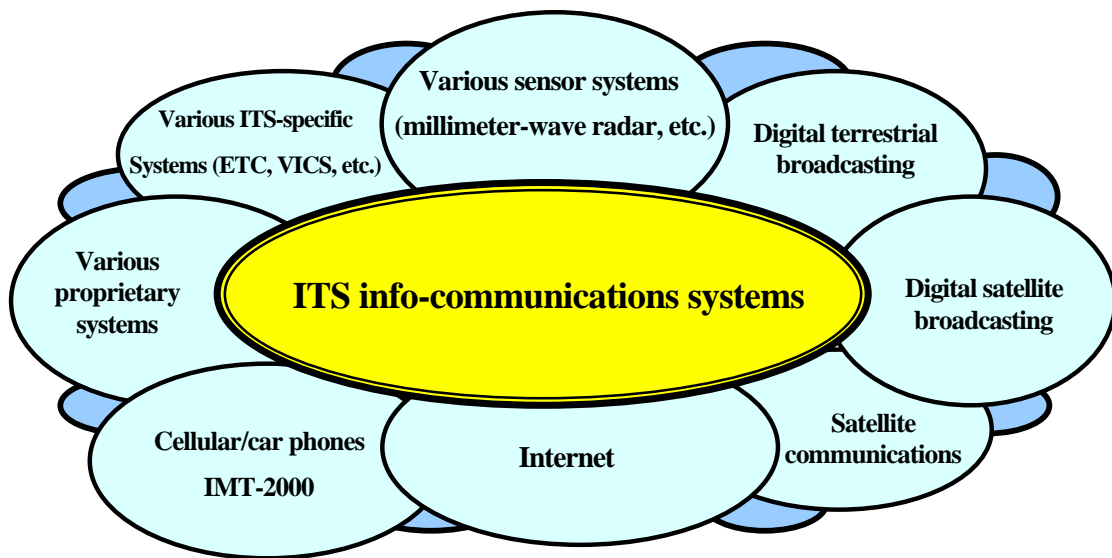 Various sensor systems
(millimeter-wave radar, etc.)
Various ITS-specific
Systems (ETC, VICS, etc.)
Digital terrestrial
broadcasting
Various
proprietary
systems
ITS info-communications systems
Digital satellite
broadcasting
Cellular/car phones
IMT-2000
Internet
Satellite
communications